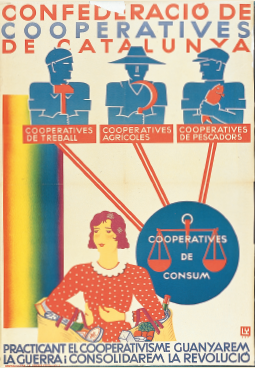 CONFEDERACIÓ DE
COOPERATIVES
DE CATALUNYA
COOPERATIVES
DE TREBALL
COOPERATIVES
AGRICOLES
COOPERATIVES
DE PESCADORS
COOPERATIVES
DE
CONSUM
PRACTICANT EL COOPERATIVISME GUANYAREM
LA GUERRA i CONSOLIDAREM LA REVOLUCIÓ